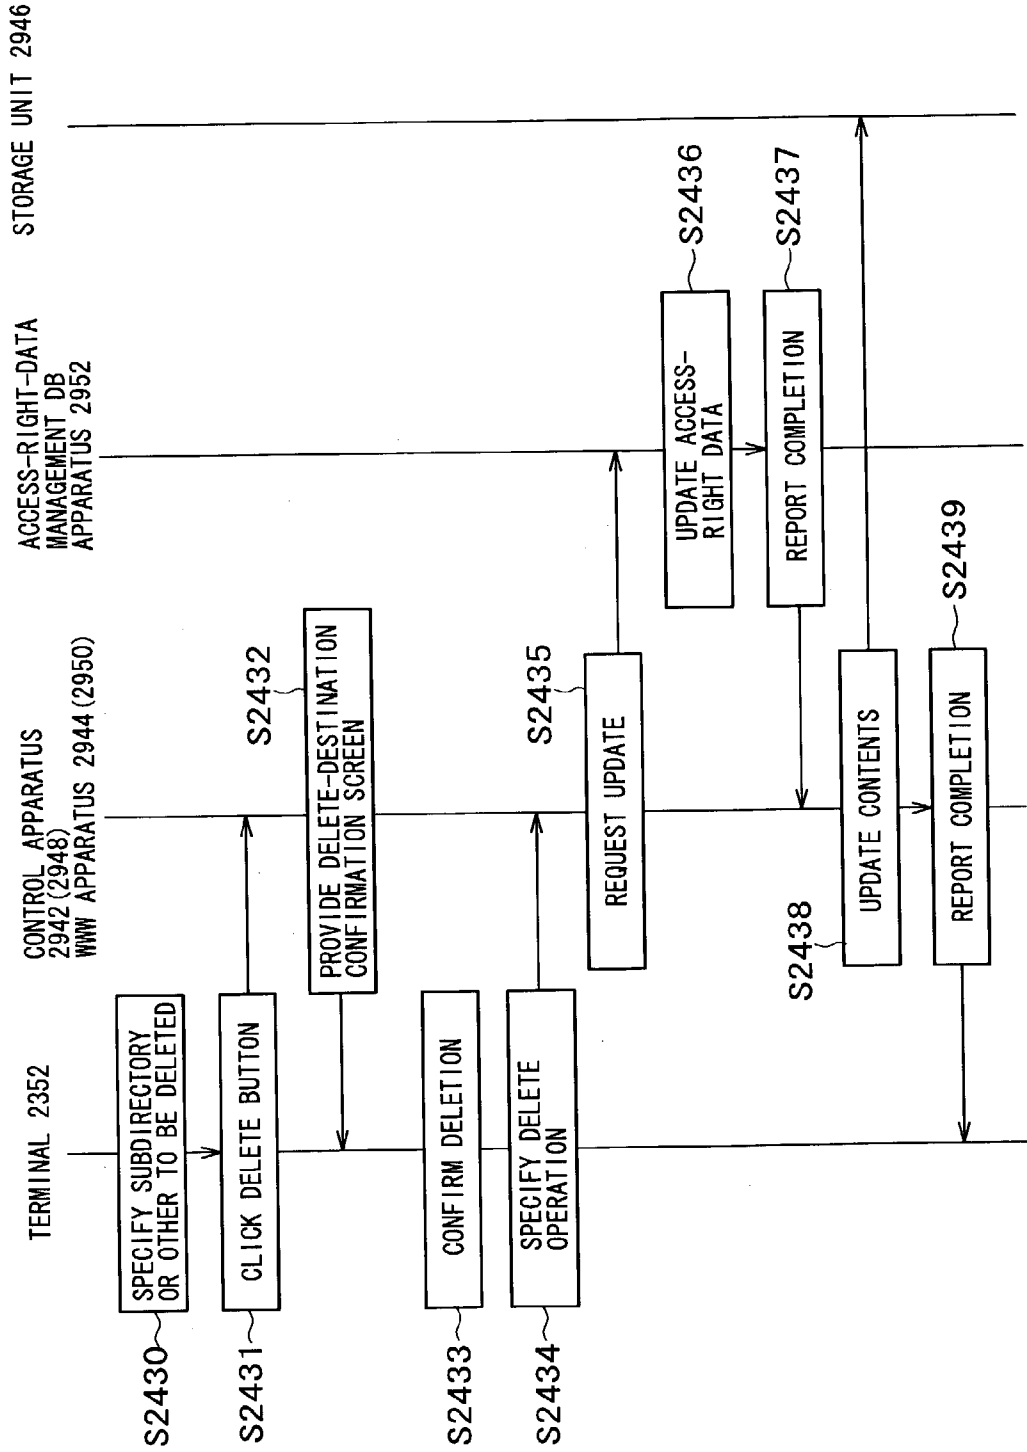 TERMINAL 2352
CONTROL APPARATUS
2942(2948)
WWW APPARATUS 2944(2950)
ACCESS-RIGHT-DATA
MANAGEMENT DB
APPARATUS 2952
STORAGE UNIT 2946
S2430
SPECIFY SUBDIRECTORY
OR OTHER TO BE DELETED
S2431
CLICK DELETE BUTTON
S2432
PROVIDE DELETE-DESTINATION
CONFIRMATION SCREEN
S2433
CONFIRM DELETION
S2434
SPECIFY DELETE
OPERATION
S2435
REQUEST UPDATE
S2436
UPDATE ACCESS-
RIGHT DATA
S2437
REPORT COMPLETION
S2438
UPDATE CONTENTS
S2439
REPORT COMPLETION